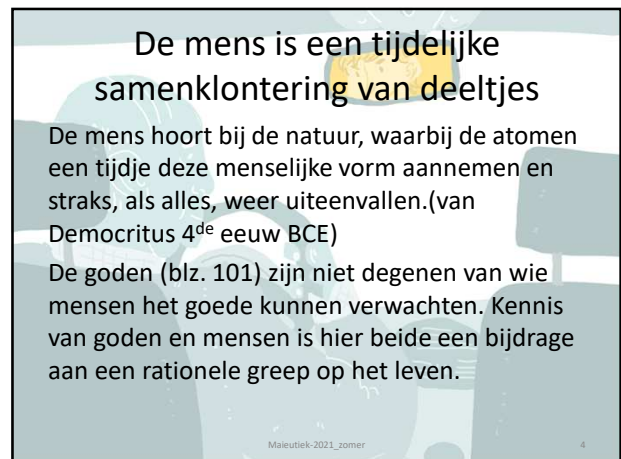 De mens is een tijdelijke
samenklontering van deeltjes
De mens hoort bij de natuur, waarbij de atomen
een tijdje deze menselijke vorm aannemen en
straks, als alles, weer uiteenvallen.(van
Democritus 4de eeuw BCE)
De goden (blz. 101) zijn niet degenen van wie
mensen het goede kunnen verwachten. Kennis
van goden en mensen is hier beide een bijdrage
aan een rationele greep op het leven.
Maieutiek-2021_zomer
4